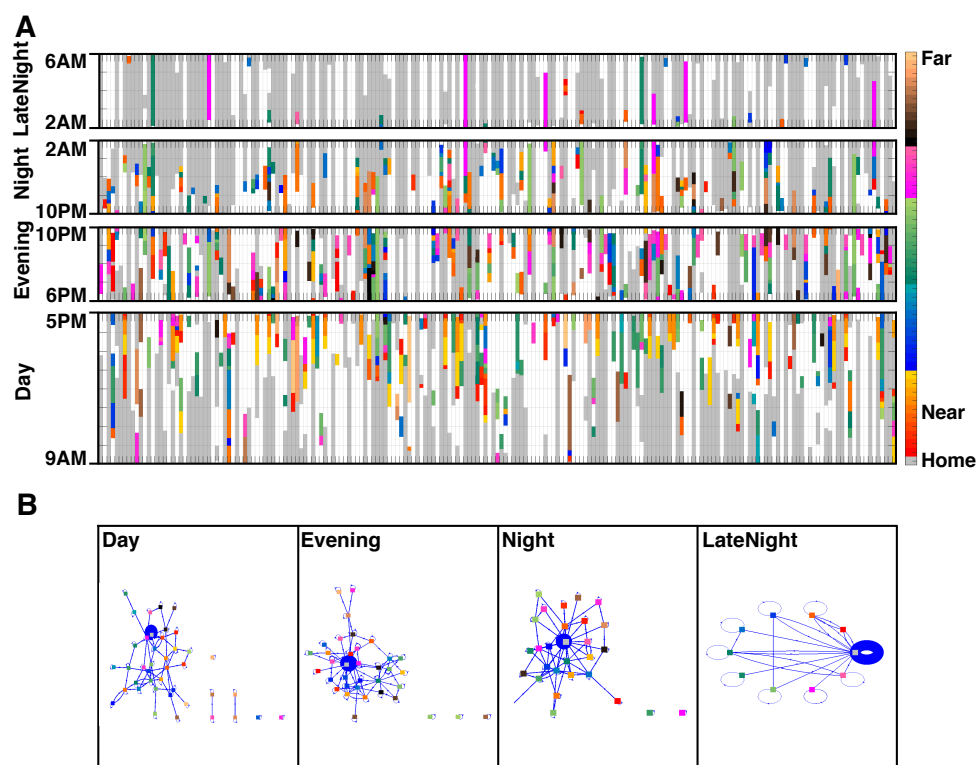 A
LateNight
6AM
2AM
Night
2AM
10PM
Evening
10PM
6PM
Day
5PM
9AM
Far
Near
Home
B
Day
Evening
Night
LateNight